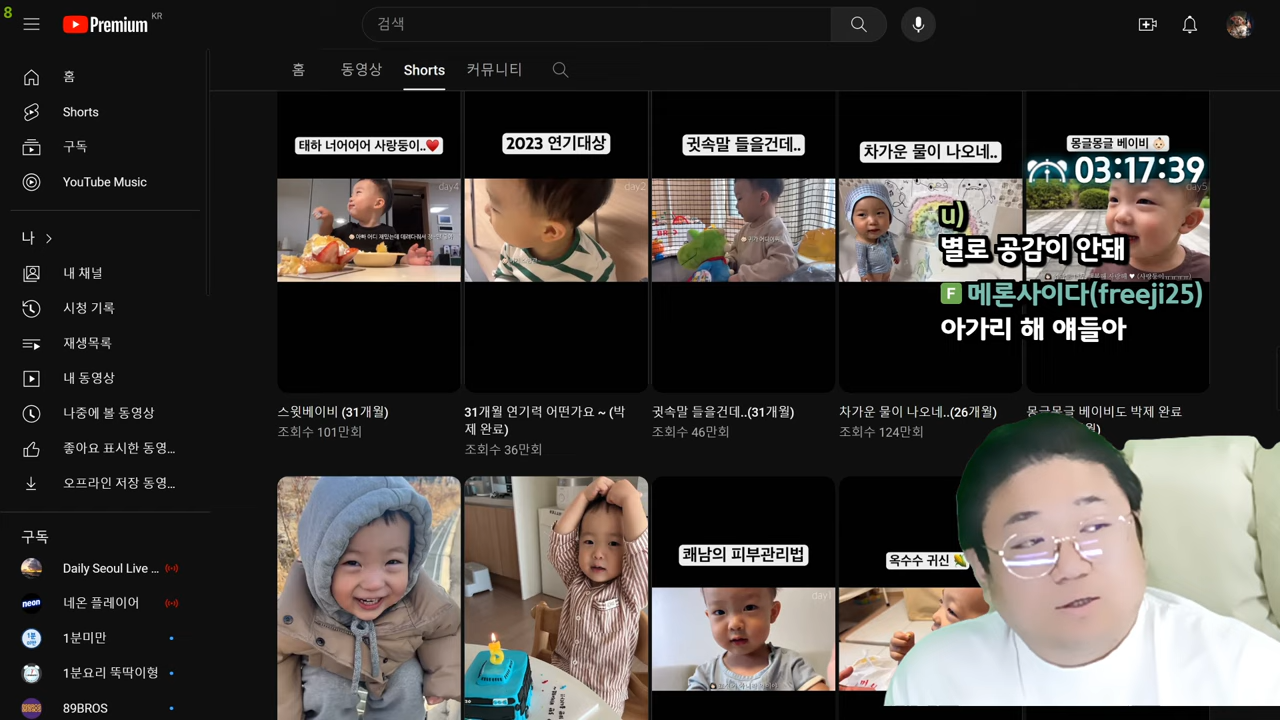 8
Premium
KR
검색
홈
동영상
Shorts
커뮤니티
홈
Shorts
구독
YouTube Music
나
내 채널
시청 기록
재생목록
내 동영상
나중에 볼 동영상
좋아요 표시한 동영...
오프라인 저장 동영...
구독
Daily Seoul Live ...
neon
네온 플레이어
1분미만
1분요리 뚝딱이형
89BROS
태하 너어어어 사랑둥이..❤️
day4
스윗베이비 (31개월)
조회수 101만회
2023 연기대상
day2
31개월 연기력 어떤가요 ~ (박
제 완료)
조회수 36만회
귓속말 들을건데..
귓속말 들을건데..(31개월)
조회수 46만회
차가운 물이 나오네..
차가운 물이 나오네..(26개월)
조회수 124만회
몽글몽글 베이비 👶🏻
day5
몽글몽글 베이비도 박제 완료
03:17:39
u)
별로 공감이 안돼
F 메론사이다(freeji25)
아가리 해 얘들아
쾌남의 피부관리법
day1
옥수수 귀신 🌽